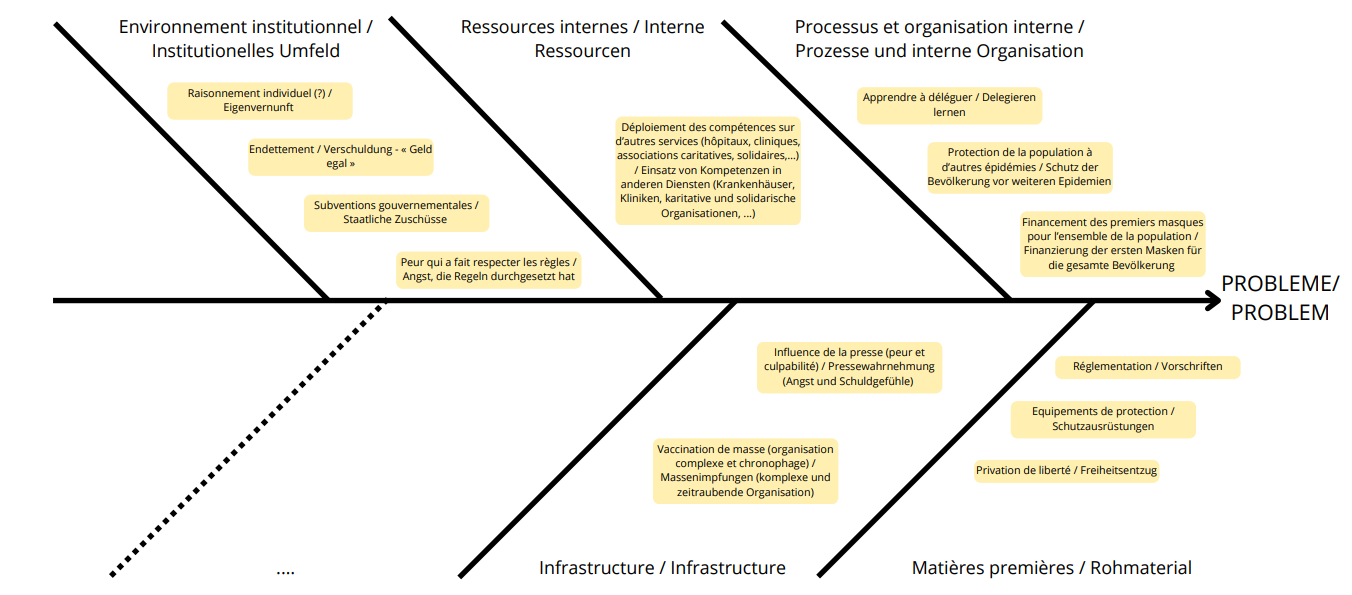 Environnement institutionnel /
Institutionelles Umfeld
Raisonnement individuel (?) /
Eigenvernunft
Endettement / Verschuldung - « Geld
egal »
Subventions gouvernementales /
Staatliche Zuschüsse
Peur qui a fait respecter les règles /
Angst, die Regeln durchgesetzt hat
Ressources internes / Interne
Ressourcen
Déploiement des compétences sur
d'autres services (hôpitaux, cliniques,
associations caritatives, solidaires,...)
/ Einsatz von Kompetenzen in
anderen Diensten (Krankenhäuser,
Kliniken, karitative und solidarische
Organisationen, ...)
Processus et organisation interne /
Prozesse und interne Organisation
Apprendre à déléguer / Delegieren
lernen
Protection de la population à
d'autres épidémies / Schutz der
Bevölkerung vor weiteren Epidemien
Financement des premiers masques
pour l'ensemble de la population /
Finanzierung der ersten Masken für
die gesamte Bevölkerung
PROBLEME/
PROBLEM
....
Influence de la presse (peur et
culpabilité) / Pressewahrnehmung
(Angst und Schuldgefühle)
Vaccination de masse (organisation
complexe et chronophage) /
Massenimpfungen (komplexe und
zeitraubende Organisation)
Infrastructure / Infrastructure
Réglementation / Vorschriften
Equipements de protection /
Schutzausrüstungen
Privation de liberté / Freiheitsentzug
Matières premières / Rohmaterial